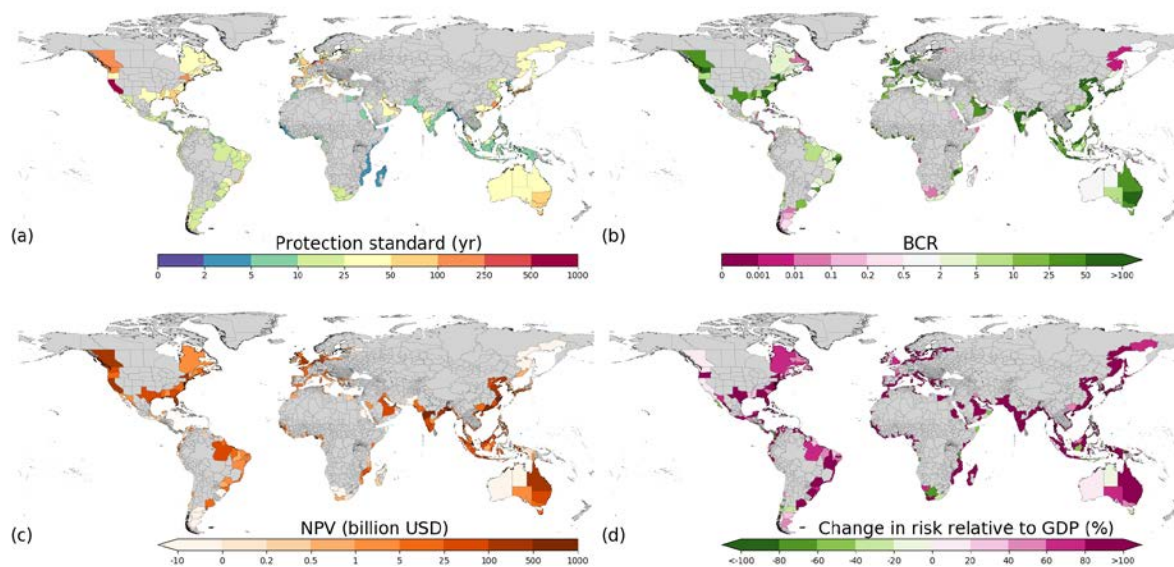 (a)
Protection standard (yr)
0 2 5 10 25 50 100 250 500 1000
(b)
BCR
0 0.001 0.01 0.1 0.2 0.5 2 5 10 25 50 >100
(c)
NPV (billion USD)
-10 0 0.2 0.5 1 5 25 100 500 1000
(d)
Change in risk relative to GDP (%)
<-100 -80 -60 -40 -20 0 20 40 60 80 >100